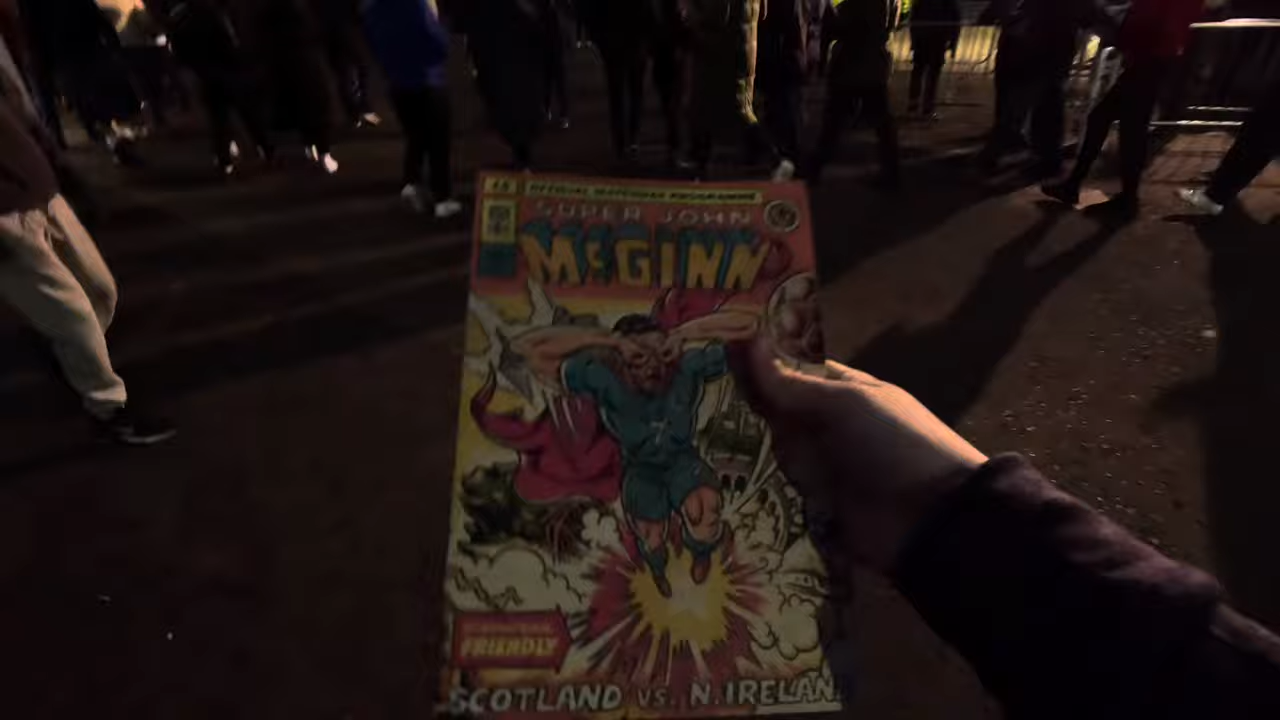 OFFICIAL MATCHDAY PROGRAMME
SUPER JOHN
McGINN
FRIENDLY
SCOTLAND VS. N.IRELAN